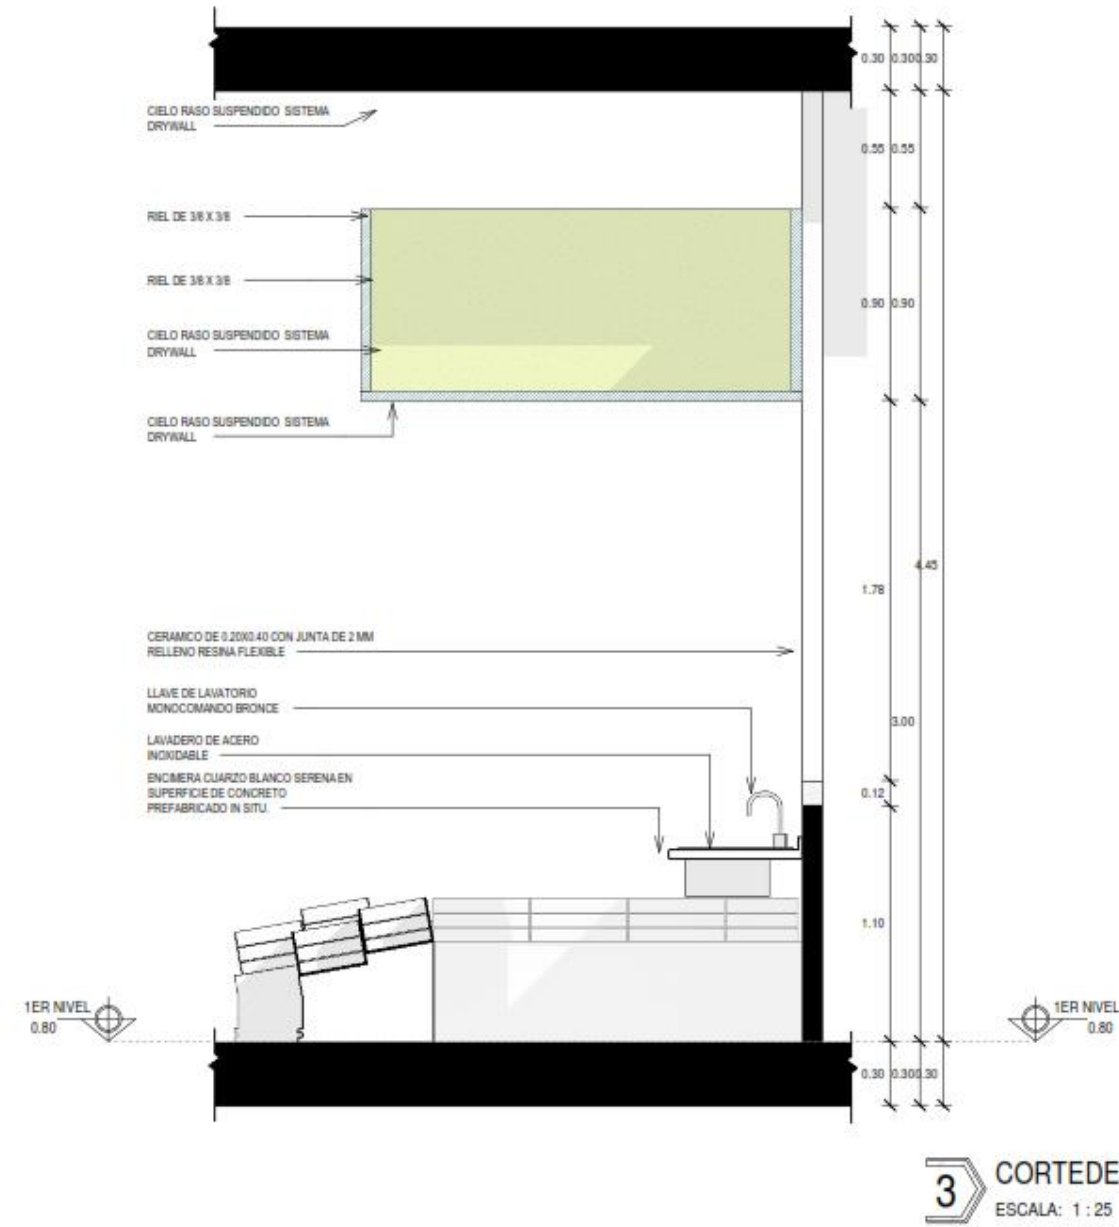 0.30 0.30 0.30
CIELO RASO SUSPENDIDO SISTEMA
DRYWALL
0.55 0.55
RIEL DE 3/8 X 3/8
RIEL DE 3/8 X 3/8
0.90 0.90
CIELO RASO SUSPENDIDO SISTEMA
DRYWALL
CIELO RASO SUSPENDIDO SISTEMA
DRYWALL
4.45
1.78
CERAMICO DE 0.20X0.40 CON JUNTA DE 2 MM
RELLENO RESINA FLEXIBLE
LLAVE DE LAVATORIO
MONOCOMANDO BRONCE
3.00
LAVADERO DE ACERO
INOXIDABLE
ENCIMERA CUARZO BLANCO SERENA EN
SUPERFICIE DE CONCRETO
PREFABRICADO IN SITU.
0.12
1.10
1ER NIVEL
0.80
1ER NIVEL
0.80
0.30 0.30 0.30
3
CORTEDE
ESCALA: 1 : 25